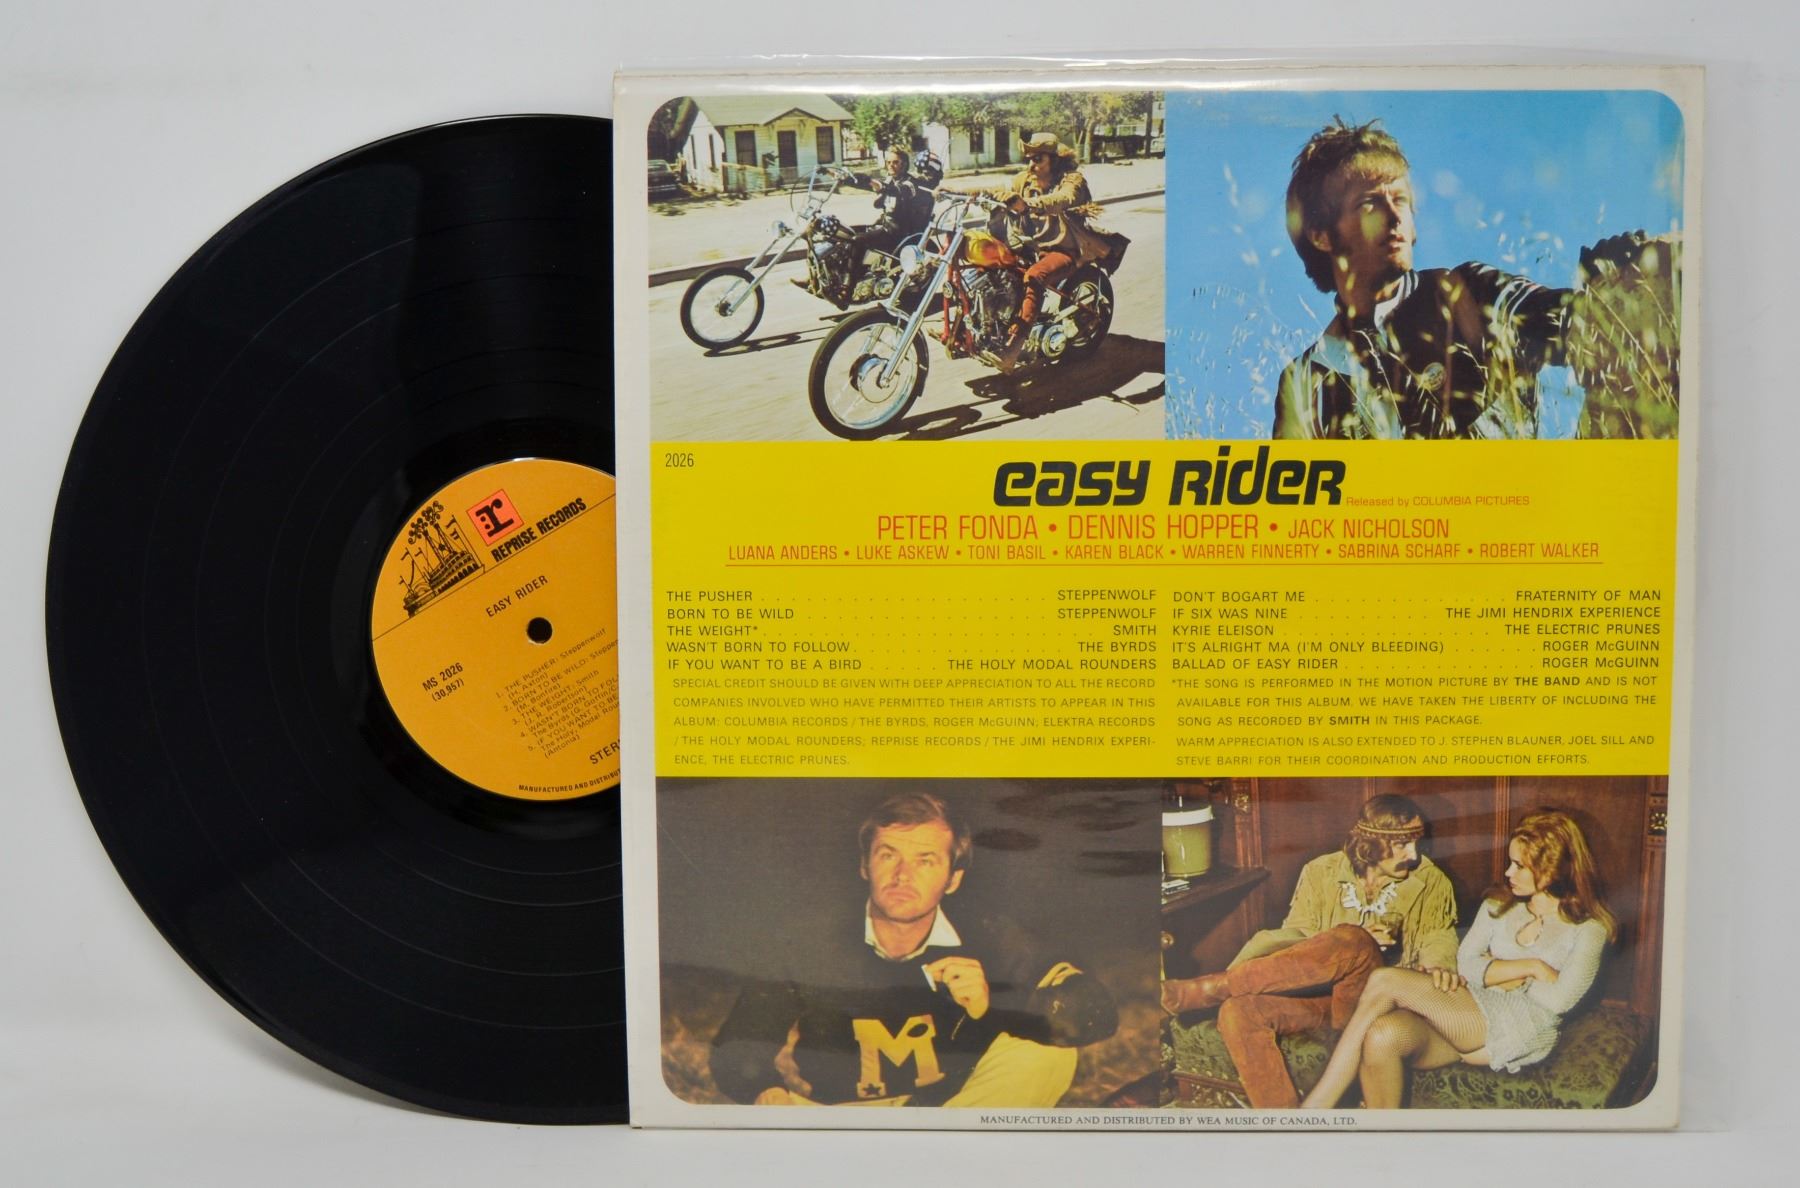 r
REPRISE RECORDS
EASY RIDER
MS 2026
(30,957)
1. THE PUSHER: Steppenwolf
(H. Axton)
2. BORN TO BE WILD:
(M. Bonfire)
3. THE WEIGHT: Smith
(J. R. Robertson)
4. WASN'T BORN TO
The Byrds (G. Goffin/C.
5. IF YOU WANT TO BE
The Holy Modal
(Antonia)
MANUFACTURED AND
2026
easy Rider
Released by COLUMBIA PICTURES
PETER FONDA • DENNIS HOPPER • JACK NICHOLSON
LUANA ANDERS • LUKE ASKEW • TONI BASIL • KAREN BLACK • WARREN FINNERTY • SABRINA SCHARF • ROBERT WALKER
THE PUSHER . . . . . . . . . . . . . . . . . . . . . . STEPPENWOLF
BORN TO BE WILD . . . . . . . . . . . . . . . . . . . STEPPENWOLF
THE WEIGHT* . . . . . . . . . . . . . . . . . . . . . . . . SMITH
WASN'T BORN TO FOLLOW . . . . . . . . . . . . . . . . THE BYRDS
IF YOU WANT TO BE A BIRD . . . . . . THE HOLY MODAL ROUNDERS
SPECIAL CREDIT SHOULD BE GIVEN WITH DEEP APPRECIATION TO ALL THE RECORD
COMPANIES INVOLVED WHO HAVE PERMITTED THEIR ARTISTS TO APPEAR IN THIS
ALBUM: COLUMBIA RECORDS / THE BYRDS, ROGER McGUINN; ELEKTRA RECORDS
/ THE HOLY MODAL ROUNDERS; REPRISE RECORDS / THE JIMI HENDRIX EXPERI-
ENCE, THE ELECTRIC PRUNES.
DON'T BOGART ME . . . . . . . . . . . . . . . FRATERNITY OF MAN
IF SIX WAS NINE . . . . . . . . . . . . THE JIMI HENDRIX EXPERIENCE
KYRIE ELEISON . . . . . . . . . . . . . . . . . THE ELECTRIC PRUNES
IT'S ALRIGHT MA (I'M ONLY BLEEDING) . . . . . . . ROGER McGUINN
BALLAD OF EASY RIDER . . . . . . . . . . . . . . . ROGER McGUINN
*THE SONG IS PERFORMED IN THE MOTION PICTURE BY THE BAND AND IS NOT
AVAILABLE FOR THIS ALBUM. WE HAVE TAKEN THE LIBERTY OF INCLUDING THE
SONG AS RECORDED BY SMITH IN THIS PACKAGE.
WARM APPRECIATION IS ALSO EXTENDED TO J. STEPHEN BLAUNER, JOEL SILL AND
STEVE BARRI FOR THEIR COORDINATION AND PRODUCTION EFFORTS.
M
MANUFACTURED AND DISTRIBUTED BY WEA MUSIC OF CANADA, LTD.